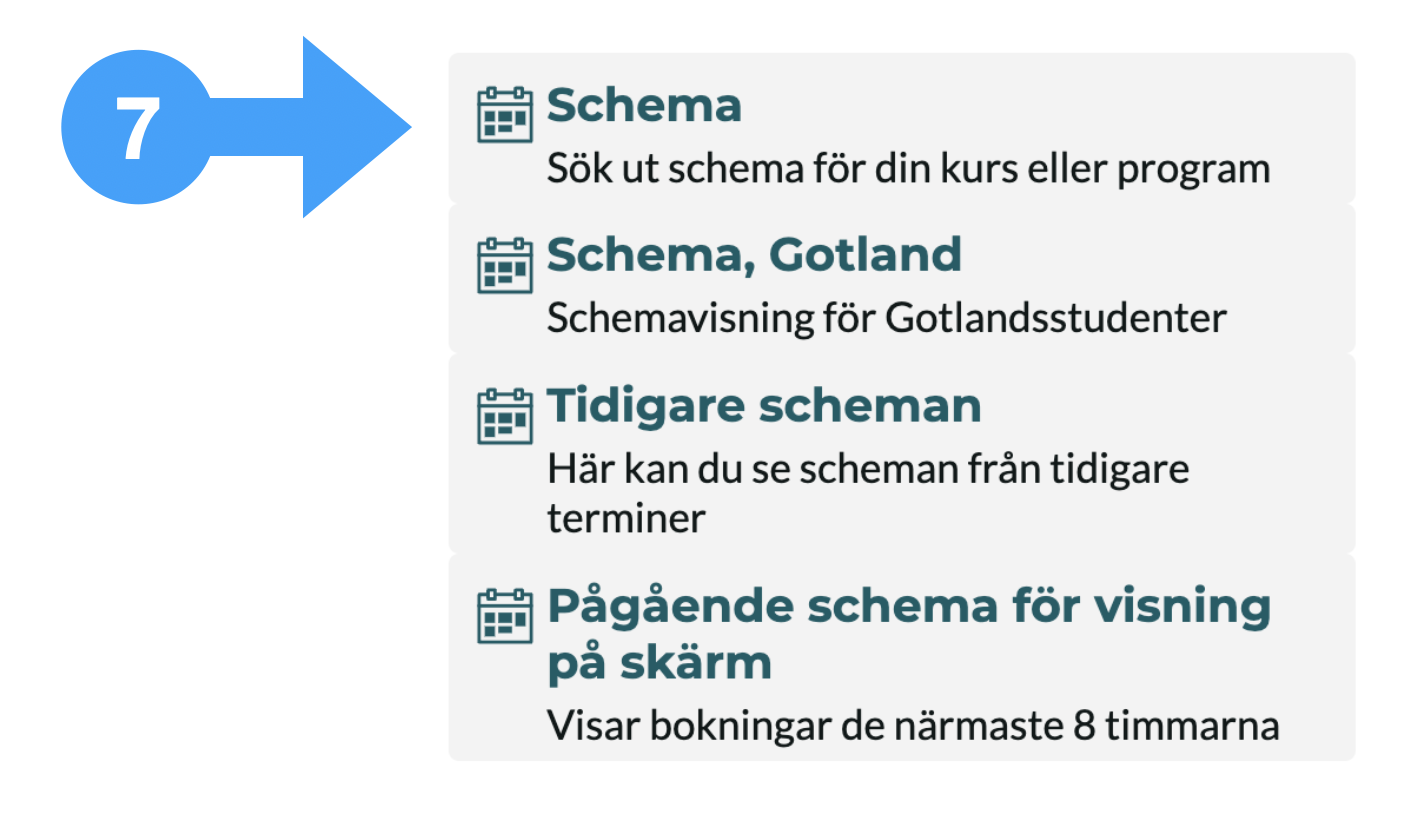 7
Schema
Sök ut schema för din kurs eller program
Schema, Gotland
Schemavisning för Gotlandsstudenter
Tidigare scheman
Här kan du se scheman från tidigare
terminer
Pågående schema för visning
på skärm
Visar bokningar de närmaste 8 timmarna